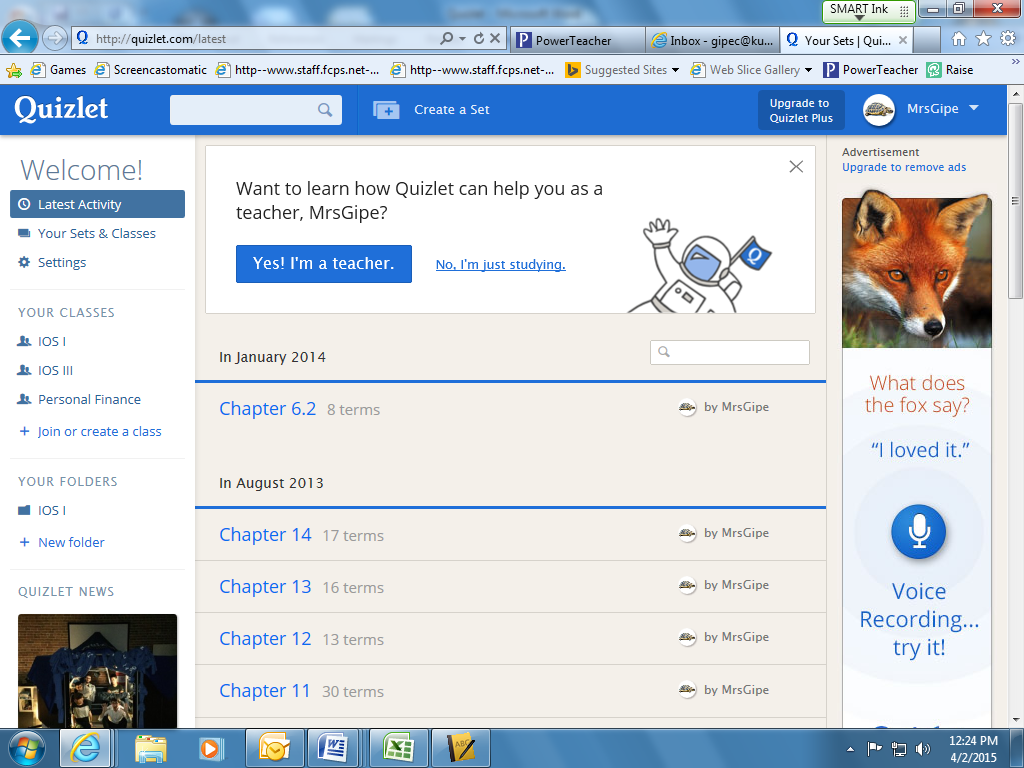 Quizlet - Microsoft Word
SMART Ink
http://quizlet.com/latest
PowerTeacher
Inbox - gipec@ku...
Your Sets | Qui...
Games
Screencastomatic
http--www.staff.fcps.net-...
http--www.staff.fcps.net-...
Suggested Sites
Web Slice Gallery
PowerTeacher
Raise
Quizlet
Create a Set
Upgrade to
Quizlet Plus
MrsGipe
Welcome!
Latest Activity
Your Sets & Classes
Settings
YOUR CLASSES
IOS I
IOS III
Personal Finance
+ Join or create a class
YOUR FOLDERS
IOS I
+ New folder
QUIZLET NEWS
Want to learn how Quizlet can help you as a
teacher, MrsGipe?
Yes! I'm a teacher.
No, I'm just studying.
Q
In January 2014
Chapter 6.2 8 terms by MrsGipe
In August 2013
Chapter 14 17 terms by MrsGipe
Chapter 13 16 terms by MrsGipe
Chapter 12 13 terms by MrsGipe
Chapter 11 30 terms by MrsGipe
Advertisement
Upgrade to remove ads
What does
the fox say?
“I loved it.”
Voice
Recording...
try it!
12:24 PM
4/2/2015